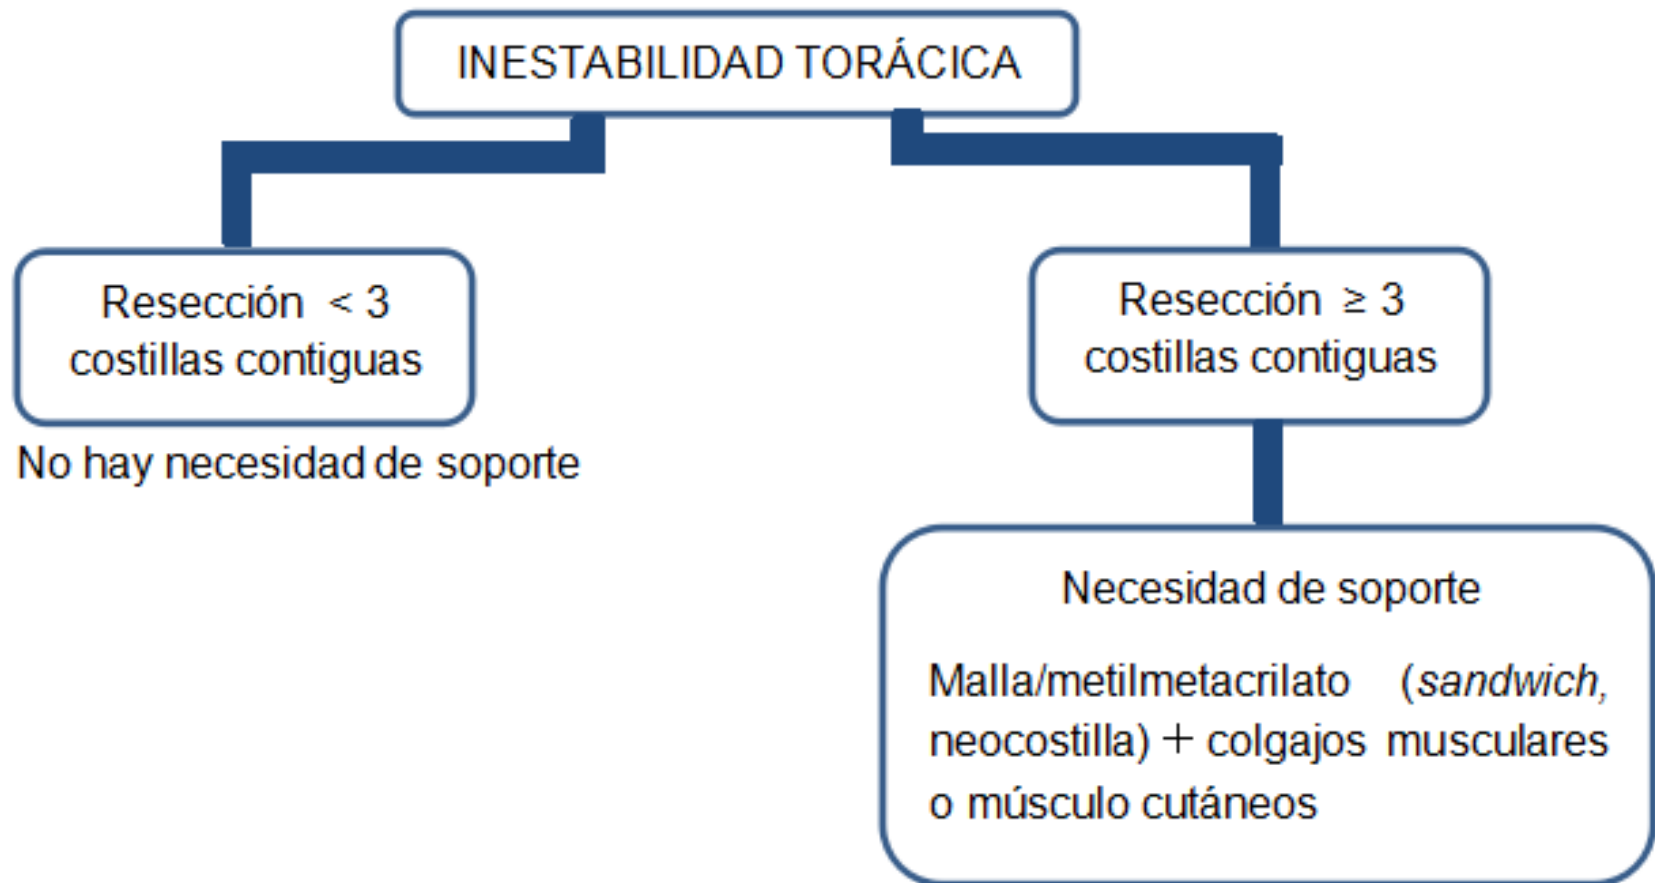 INESTABILIDAD TORÁCICA
Resección < 3
costillas contiguas
No hay necesidad de soporte
Resección ≥ 3
costillas contiguas
Necesidad de soporte
Malla/metilmetacrilato (sandwich,
neocostilla) + colgajos musculares
o músculo cutáneos